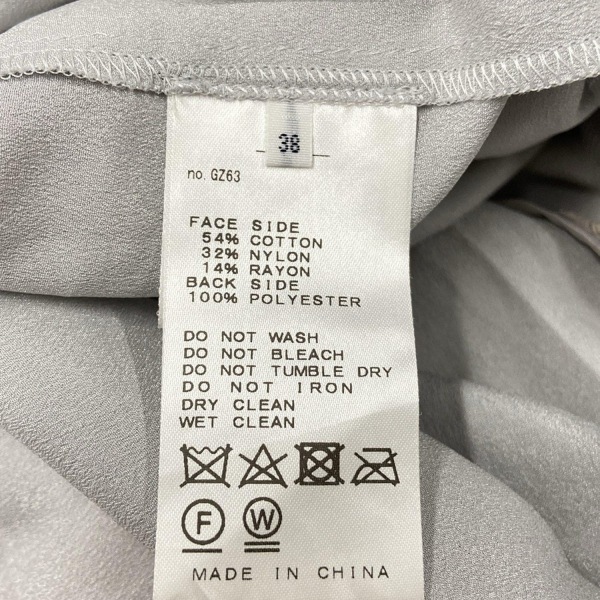 38
no. GZ63
FACE SIDE
54% COTTON
32% NYLON
14% RAYON
BACK SIDE
100% POLYESTER
DO NOT WASH
DO NOT BLEACH
DO NOT TUMBLE DRY
DO NOT IRON
DRY CLEAN
WET CLEAN
F W
MADE IN CHINA